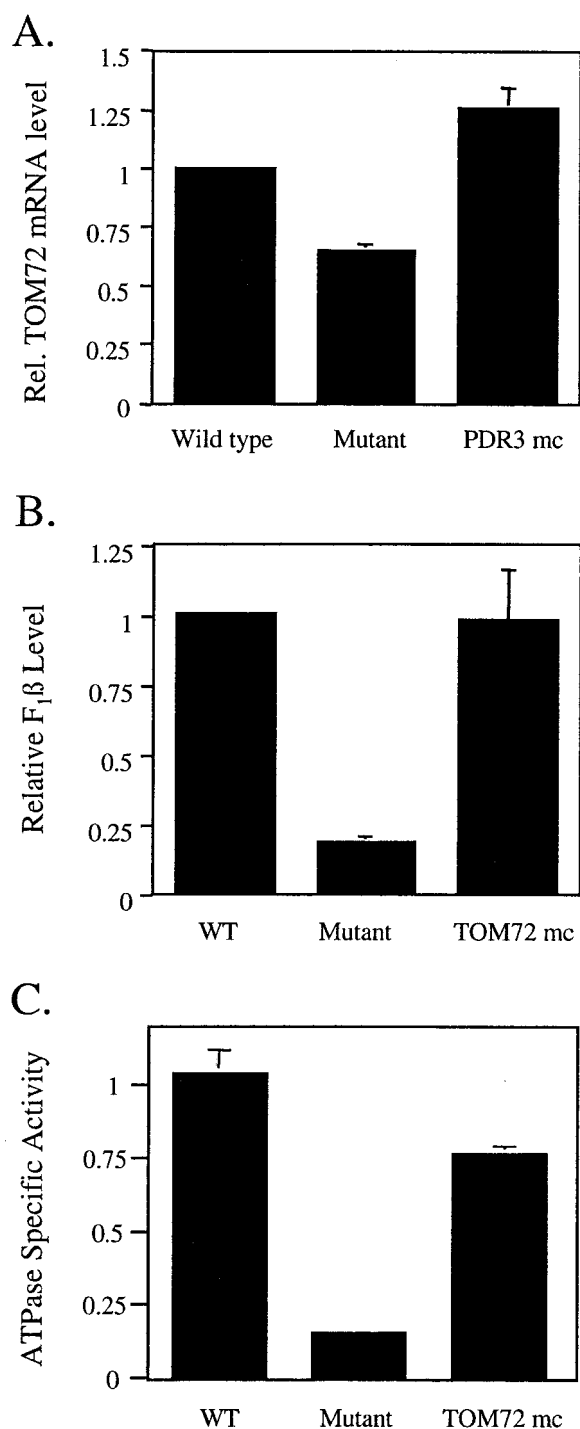 A.
Rel. TOM72 mRNA level
1.5
1.25
1
0.75
0.5
0.25
0
Wild type
Mutant
PDR3 mc
B.
Relative F₁ß Level
1.25
1
0.75
0.5
0.25
0
WT
Mutant
TOM72 mc
C.
ATPase Specific Activity
1
0.75
0.5
0.25
0
WT
Mutant
TOM72 mc